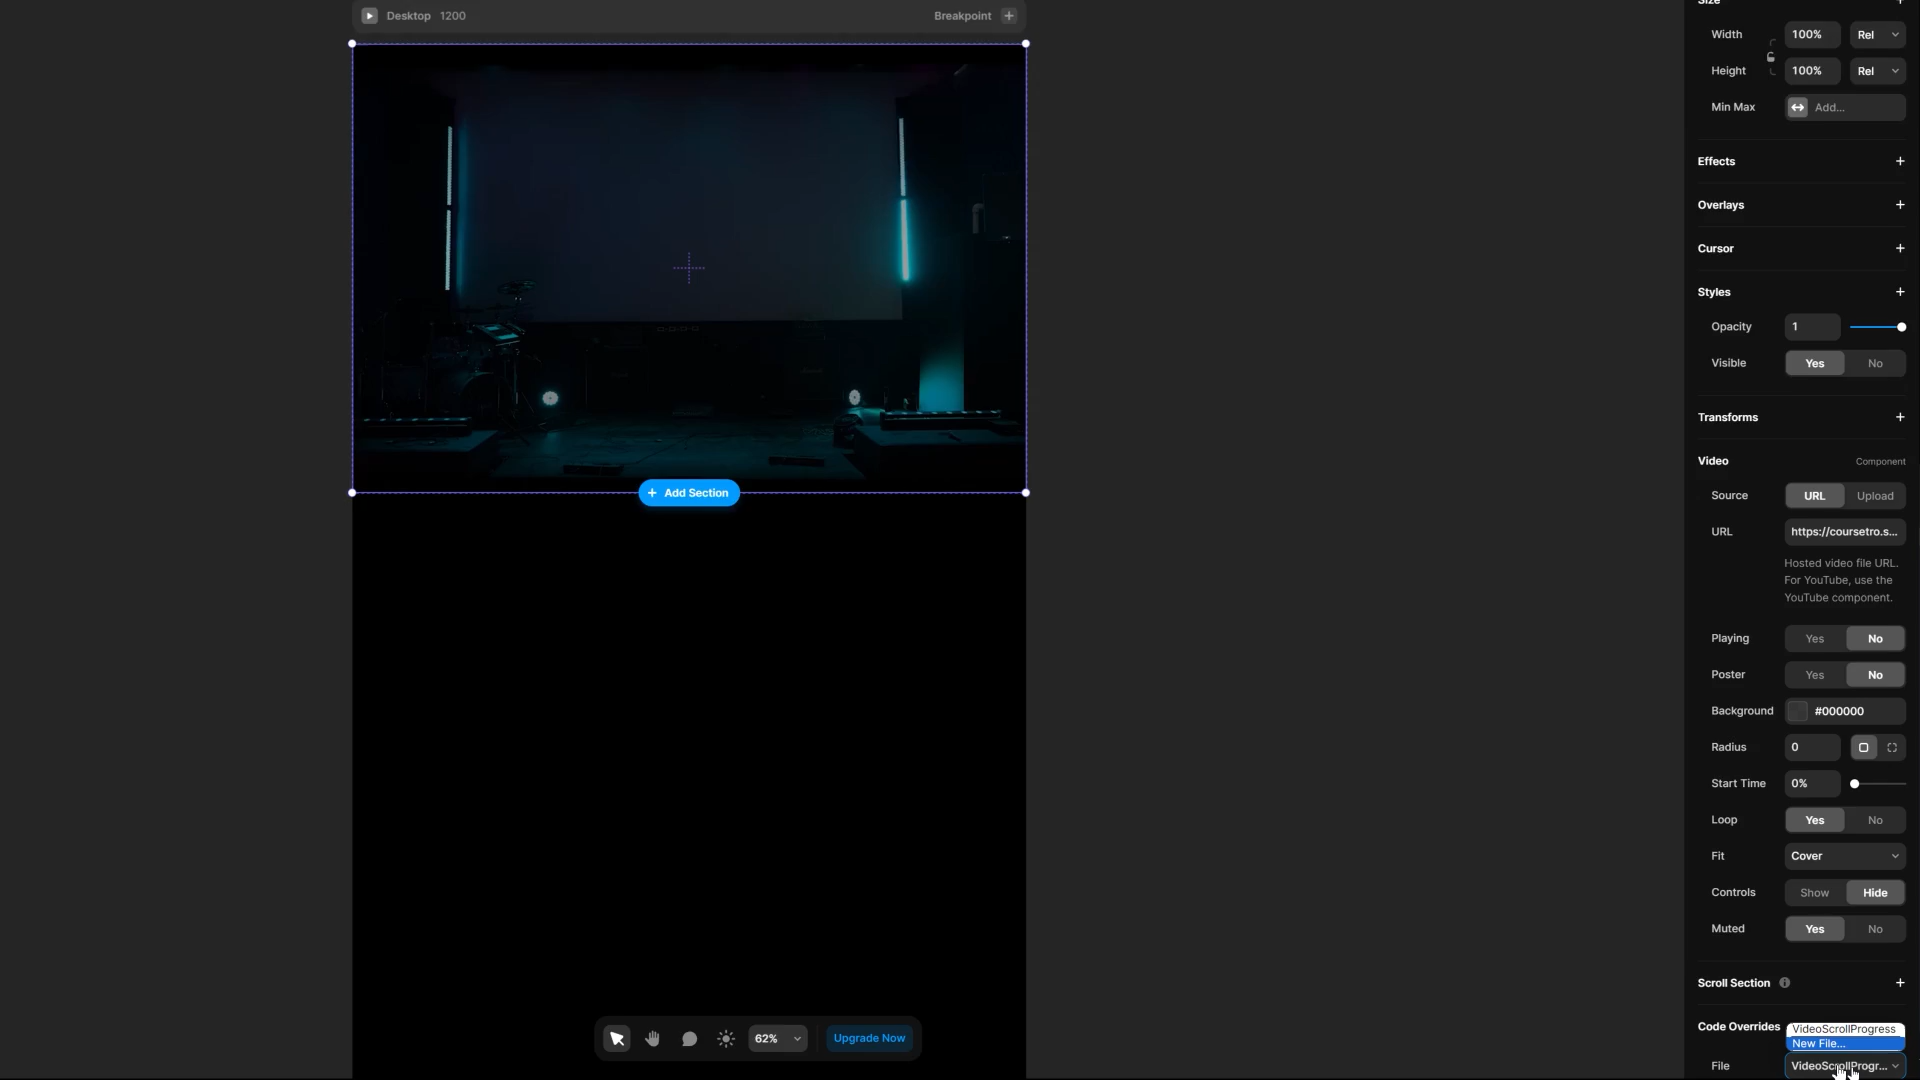 Desktop 1200
Breakpoint
Size
Width 100% Rel
Height 100% Rel
Min Max Add...
Effects
Overlays
Cursor
Styles
Opacity 1
Visible Yes No
Transforms
Video Component
Source URL Upload
URL https://coursetro.s...
Hosted video file URL.
For YouTube, use the
YouTube component.
Playing Yes No
Poster Yes No
Background #000000
Radius 0
Start Time 0%
Loop Yes No
Fit Cover
Controls Show Hide
Muted Yes No
Scroll Section
Code Overrides
VideoScrollProgress
New File...
File VideoScrollProgr...
+ Add Section
62% Upgrade Now